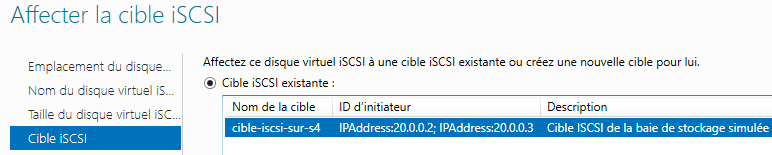 Affecter la cible iSCSI
Emplacement du disque...
Nom du disque virtuel iS...
Taille du disque virtuel iSC...
Cible iSCSI
Affectez ce disque virtuel iSCSI à une cible iSCSI existante ou créez une nouvelle cible pour lui.
Cible iSCSI existante :
Nom de la cible ID d'initiateur Description
cible-iscsi-sur-s4 IPAddress:20.0.0.2; IPAddress:20.0.0.3 Cible ISCSI de la baie de stockage simulée